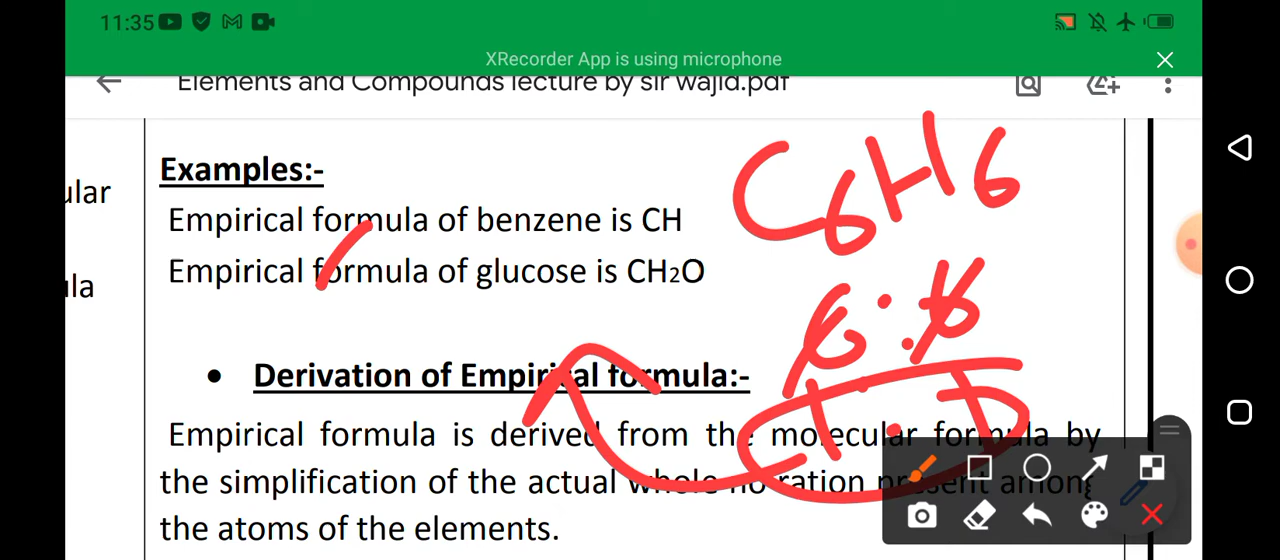 11:35
XRecorder App is using microphone
Elements and Compounds lecture by sir wajid.pdf
ular
ula
Examples:-
Empirical formula of benzene is CH
Empirical formula of glucose is CH2O
C6H6
6:6
1:1
• Derivation of Empirical formula:-
Empirical formula is derived from the molecular formula by
the simplification of the actual whole no ration present among
the atoms of the elements.